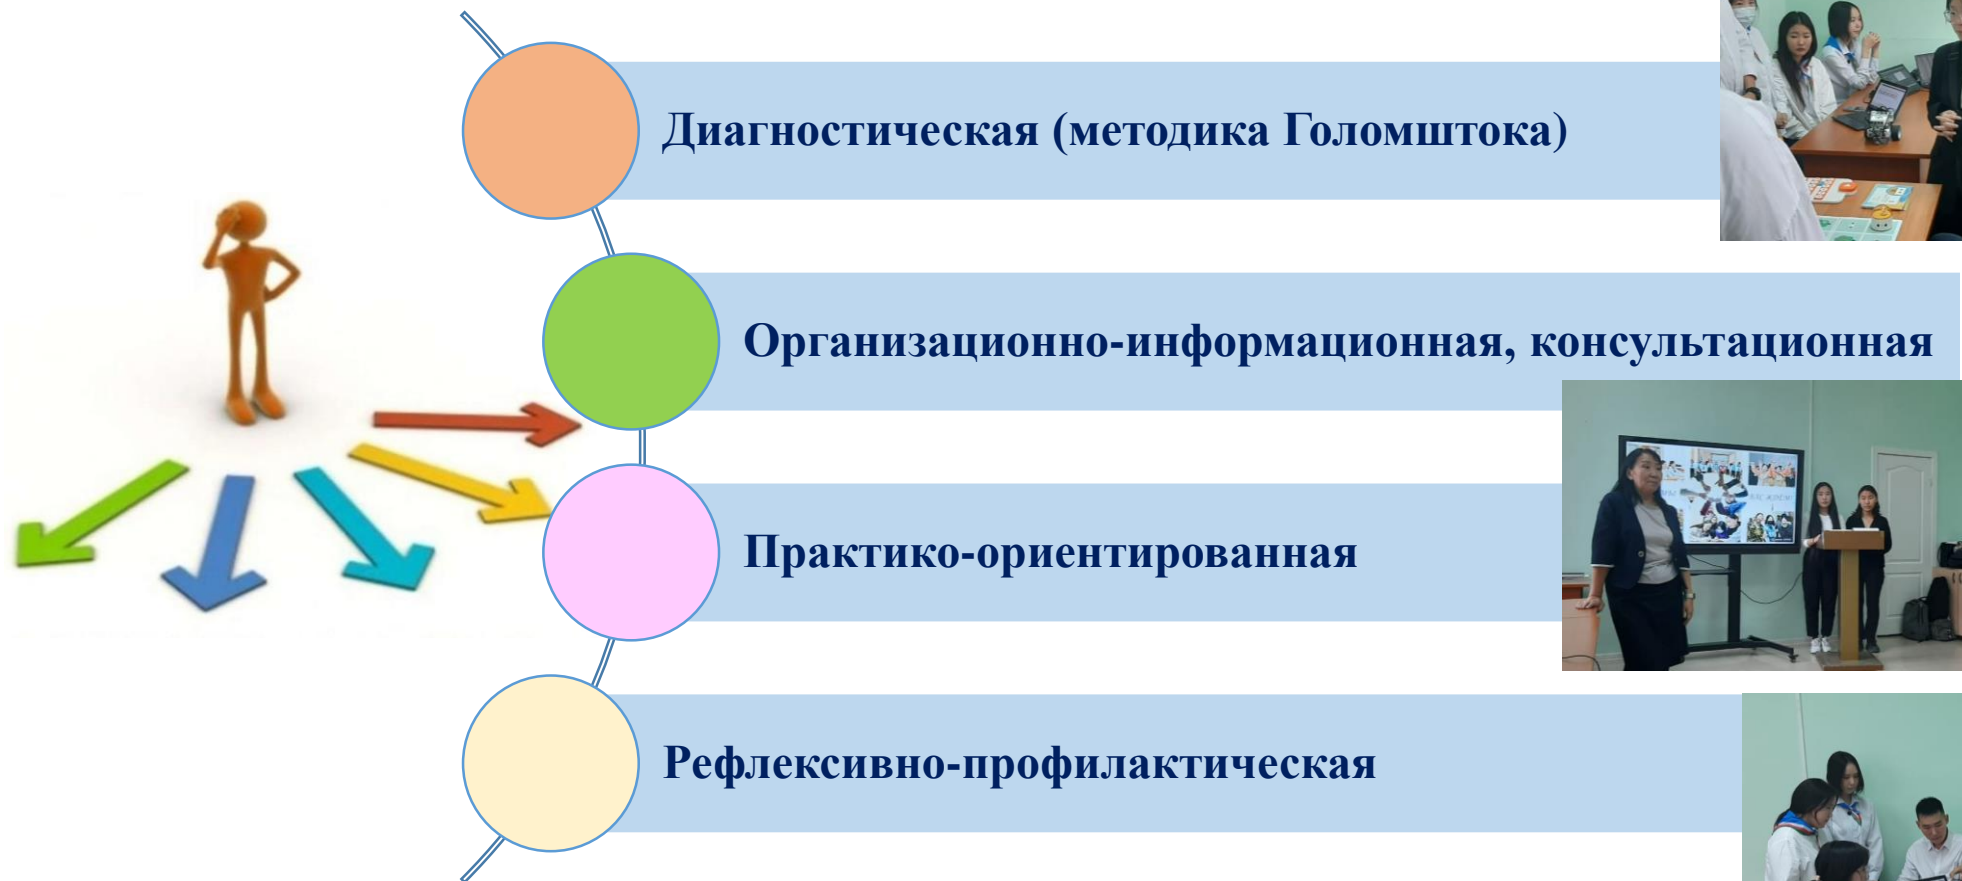 Диагностическая (методика Голомштока)
Организационно-информационная, консультационная
Практико-ориентированная
Рефлексивно-профилактическая